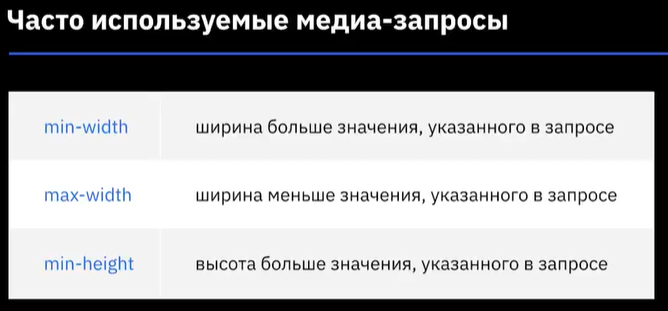 Часто используемые медиа-запросы
min-width ширина больше значения, указанного в запросе
max-width ширина меньше значения, указанного в запросе
min-height высота больше значения, указанного в запросе